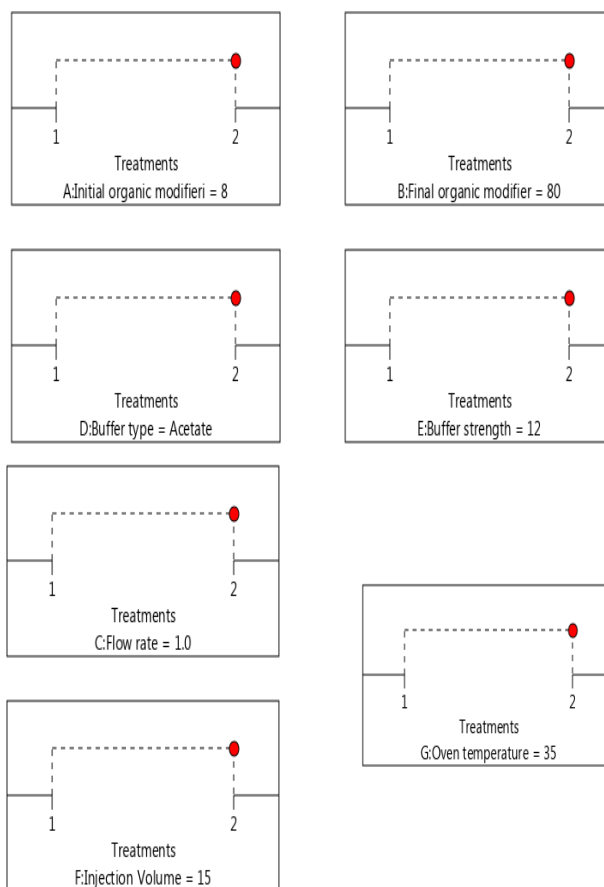 1 2
Treatments
A:Initial organic modifieri = 8
1 2
Treatments
B:Final organic modifier = 80
1 2
Treatments
D:Buffer type = Acetate
1 2
Treatments
E:Buffer strength = 12
1 2
Treatments
C:Flow rate = 1.0
1 2
Treatments
G:Oven temperature = 35
1 2
Treatments
F:Injection Volume = 15